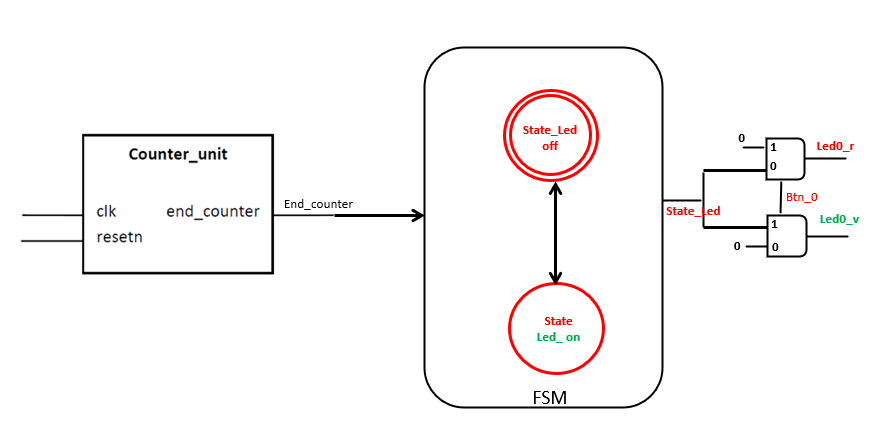 Counter_unit
clk
end_counter
resetn
End_counter
State_Led
off
State
Led_ on
FSM
State_Led
0
1
0
Led0_r
Btn_0
1
0
0
Led0_v